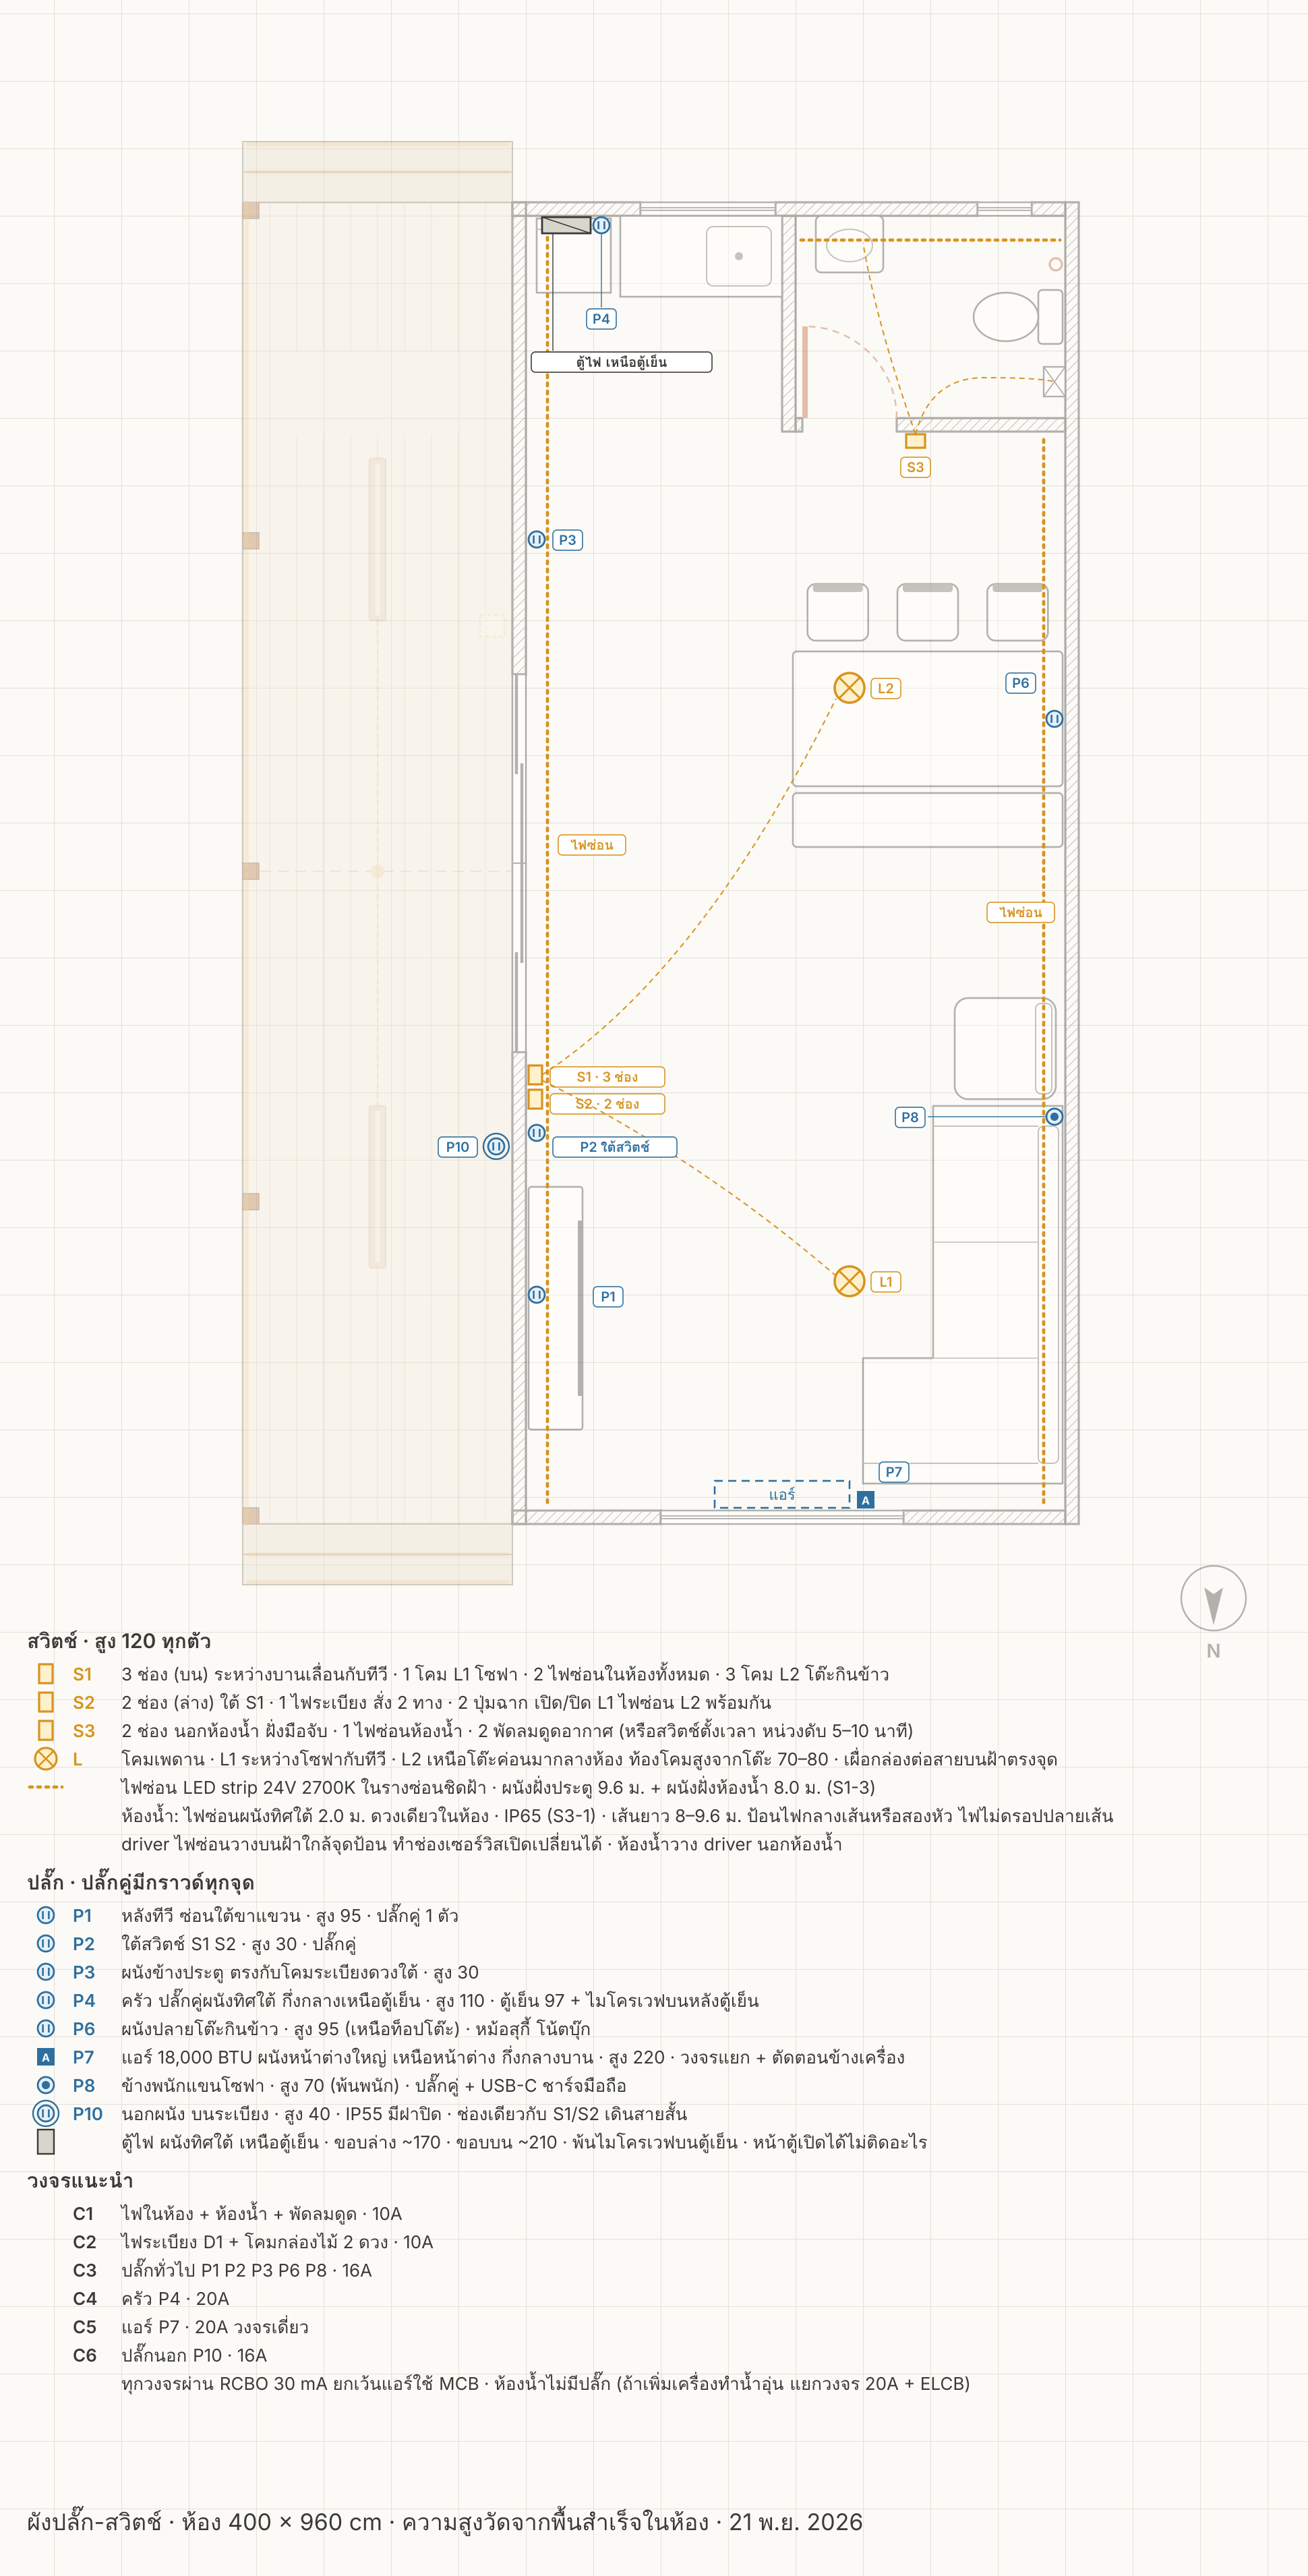 P4
ตู้ไฟ เหนือตู้เย็น
S3
P3
L2
P6
ไฟซ่อน
ไฟซ่อน
S1 · 3 ช่อง
S2 · 2 ช่อง
P8
P10
P2 ใต้สวิตช์
L1
P1
P7
แอร์
A
N
สวิตช์ · สูง 120 ทุกตัว
S1 3 ช่อง (บน) ระหว่างบานเลื่อนกับทีวี · 1 โคม L1 โซฟา · 2 ไฟซ่อนในห้องทั้งหมด · 3 โคม L2 โต๊ะกินข้าว
S2 2 ช่อง (ล่าง) ใต้ S1 · 1 ไฟระเบียง สั่ง 2 ทาง · 2 ปุ่มฉาก เปิด/ปิด L1 ไฟซ่อน L2 พร้อมกัน
S3 2 ช่อง นอกห้องน้ำ ฝั่งมือจับ · 1 ไฟซ่อนห้องน้ำ · 2 พัดลมดูดอากาศ (หรือสวิตช์ตั้งเวลา หน่วงดับ 5–10 นาที)
L โคมเพดาน · L1 ระหว่างโซฟากับทีวี · L2 เหนือโต๊ะค่อนมากลางห้อง ท้องโคมสูงจากโต๊ะ 70–80 · เผื่อกล่องต่อสายบนฝ้าตรงจุด
ไฟซ่อน LED strip 24V 2700K ในรางซ่อนชิดฝ้า · ผนังฝั่งประตู 9.6 ม. + ผนังฝั่งห้องน้ำ 8.0 ม. (S1-3)
ห้องน้ำ: ไฟซ่อนผนังทิศใต้ 2.0 ม. ดวงเดียวในห้อง · IP65 (S3-1) · เส้นยาว 8–9.6 ม. ป้อนไฟกลางเส้นหรือสองหัว ไฟไม่ดรอปปลายเส้น
driver ไฟซ่อนวางบนฝ้าใกล้จุดป้อน ทำช่องเซอร์วิสเปิดเปลี่ยนได้ · ห้องน้ำวาง driver นอกห้องน้ำ
ปลั๊ก · ปลั๊กคู่มีกราวด์ทุกจุด
P1 หลังทีวี ซ่อนใต้ขาแขวน · สูง 95 · ปลั๊กคู่ 1 ตัว
P2 ใต้สวิตช์ S1 S2 · สูง 30 · ปลั๊กคู่
P3 ผนังข้างประตู ตรงกับโคมระเบียงดวงใต้ · สูง 30
P4 ครัว ปลั๊กคู่ผนังทิศใต้ กึ่งกลางเหนือตู้เย็น · สูง 110 · ตู้เย็น 97 + ไมโครเวฟบนหลังตู้เย็น
P6 ผนังปลายโต๊ะกินข้าว · สูง 95 (เหนือท็อปโต๊ะ) · หม้อสุกี้ โน้ตบุ๊ก
A P7 แอร์ 18,000 BTU ผนังหน้าต่างใหญ่ เหนือหน้าต่าง กึ่งกลางบาน · สูง 220 · วงจรแยก + ตัดตอนข้างเครื่อง
P8 ข้างพนักแขนโซฟา · สูง 70 (พ้นพนัก) · ปลั๊กคู่ + USB-C ชาร์จมือถือ
P10 นอกผนัง บนระเบียง · สูง 40 · IP55 มีฝาปิด · ช่องเดียวกับ S1/S2 เดินสายสั้น
ตู้ไฟ ผนังทิศใต้ เหนือตู้เย็น · ขอบล่าง ~170 · ขอบบน ~210 · พ้นไมโครเวฟบนตู้เย็น · หน้าตู้เปิดได้ไม่ติดอะไร
วงจรแนะนำ
C1 ไฟในห้อง + ห้องน้ำ + พัดลมดูด · 10A
C2 ไฟระเบียง D1 + โคมกล่องไม้ 2 ดวง · 10A
C3 ปลั๊กทั่วไป P1 P2 P3 P6 P8 · 16A
C4 ครัว P4 · 20A
C5 แอร์ P7 · 20A วงจรเดี่ยว
C6 ปลั๊กนอก P10 · 16A
ทุกวงจรผ่าน RCBO 30 mA ยกเว้นแอร์ใช้ MCB · ห้องน้ำไม่มีปลั๊ก (ถ้าเพิ่มเครื่องทำน้ำอุ่น แยกวงจร 20A + ELCB)
ผังปลั๊ก-สวิตช์ · ห้อง 400 × 960 cm · ความสูงวัดจากพื้นสำเร็จในห้อง · 21 พ.ย. 2026